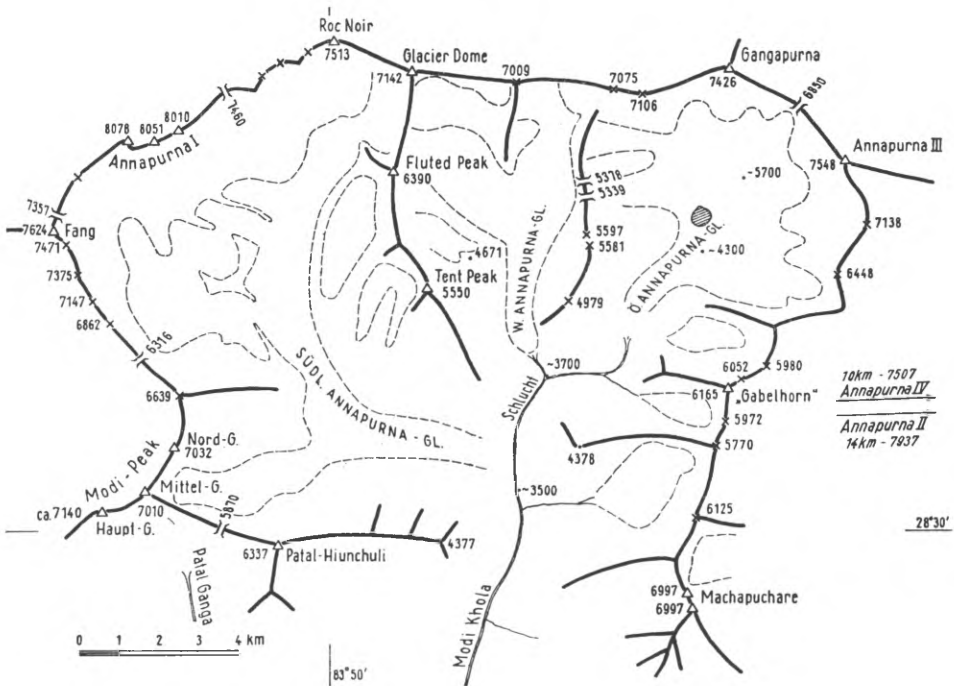 Roc Noir
7513
Glacier Dome
7142
7009
7075
7106
Gangapurna
7426
6850
Annapurna III
7548
7460
8010
8051
8078
Annapurna I
Fluted Peak
6390
5378
5339
~5700
7138
7357
7624
Fang
7471
7375
7147
6862
6316
5597
5581
~4671
~4300
6448
Tent Peak
5550
4979
W. ANNAPURNA-GL.
Ö. ANNAPURNA-GL.
SÜDL. ANNAPURNA-GL.
~3700
Schlucht
6052
5980
6165
„Gabelhorn"
5972
5770
10km - 7507
Annapurna IV
Annapurna II
14km - 7937
6639
Nord-G.
7032
Modi-Peak
Mittel-G.
7010
ca. 7140
Haupt-G.
5870
4378
~3500
6125
28°30'
6337
Patal-Hiunchuli
4377
Patal Ganga
6997
6997
Machapuchare
Modi Khola
0 1 2 3 4 km
83°50'